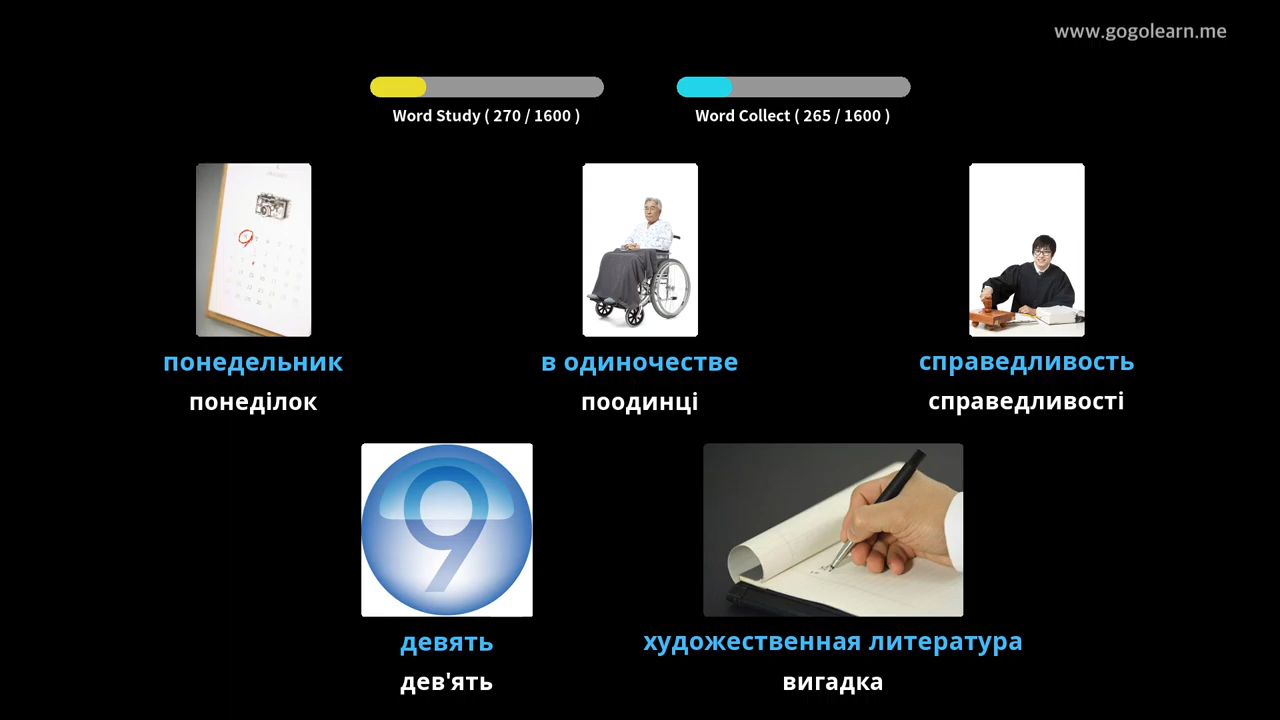 www.gogolearn.me
Word Study ( 270 / 1600 )
Word Collect ( 265 / 1600 )
понедельник
в одиночестве
справедливость
понеділок
поодинці
справедливості
9
девять
художественная литература
дев'ять
вигадка